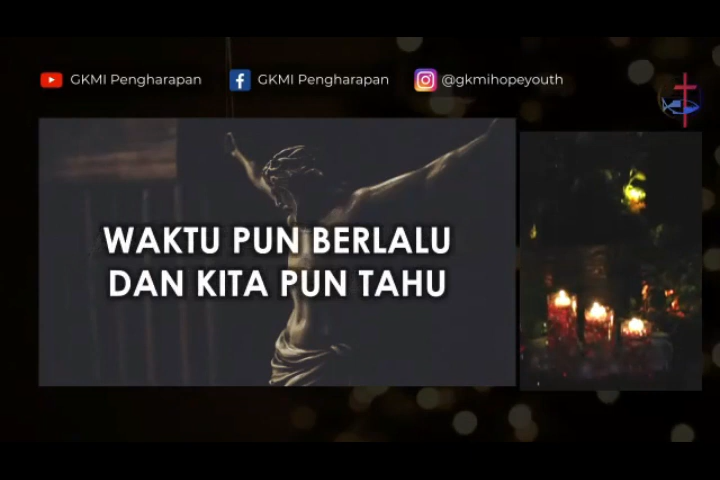 GKMI Pengharapan
GKMI Pengharapan
@gkmihopeyouth
WAKTU PUN BERLALU
DAN KITA PUN TAHU